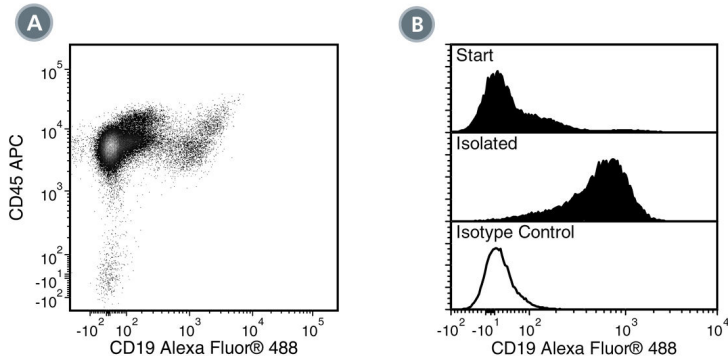 A
CD45 APC
10^5
10^4
10^3
10^2
-10^1
-10^2
-10^2 10^2 10^3 10^4 10^5
CD19 Alexa Fluor® 488
B
Start
Isolated
Isotype Control
-10^2 -10^1 10^2 10^3 10^4
CD19 Alexa Fluor® 488